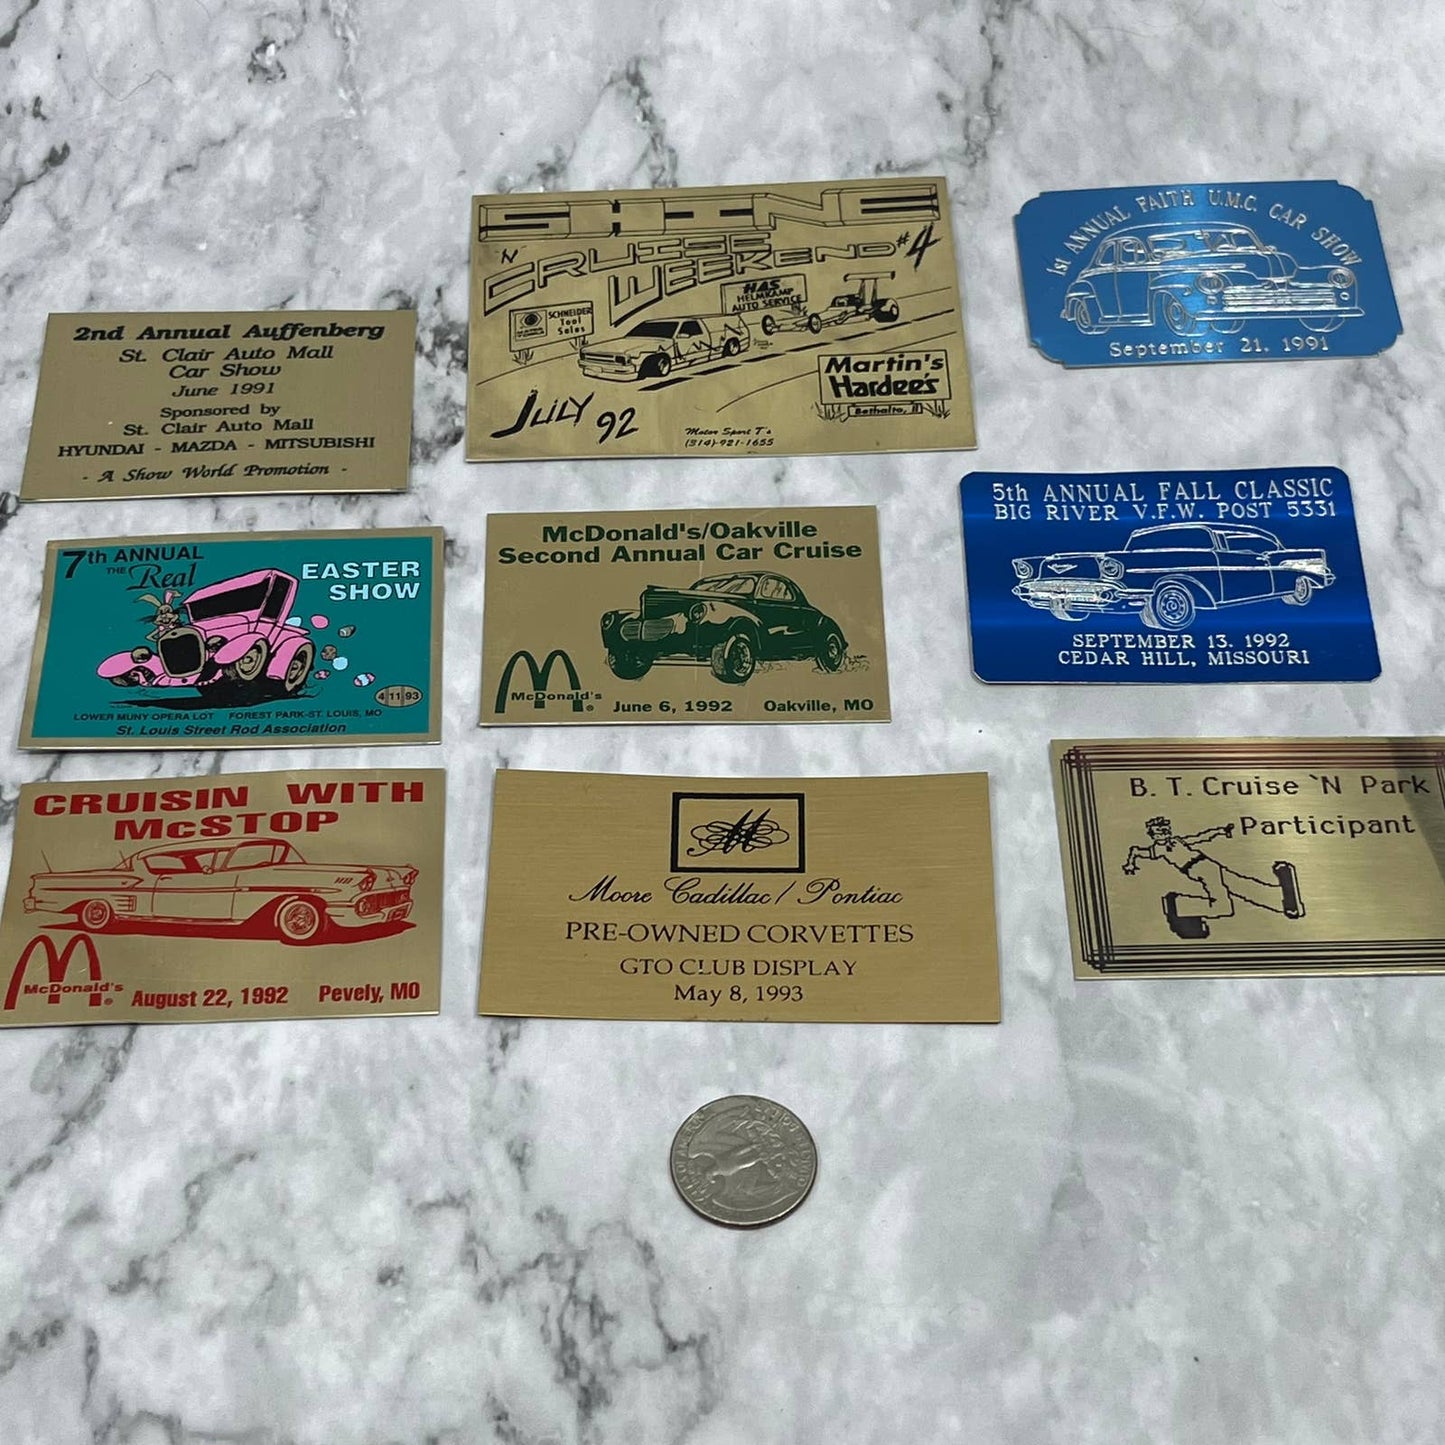 2nd Annual Auffenberg
St. Clair Auto Mall
Car Show
June 1991
Sponsored by
St. Clair Auto Mall
HYUNDAI - MAZDA - MITSUBISHI
- A Show World Promotion -
SHINE
'N' CRUISE
WEEKEND #4
SCHNEIDER
Tool
Sales
HAS
HELMKAMP
AUTO SERVICE
Martin's
Hardee's
Bethalto, Il
JULY 92
Motor Sport T's
(314)-921-1655
1st ANNUAL FAITH U.M.C. CAR SHOW
September 21, 1991
7th ANNUAL
THE Real
EASTER
SHOW
4 11 93
LOWER MUNY OPERA LOT FOREST PARK-ST. LOUIS, MO
St. Louis Street Rod Association
McDonald's/Oakville
Second Annual Car Cruise
McDonald's®
June 6, 1992 Oakville, MO
5th ANNUAL FALL CLASSIC
BIG RIVER V.F.W. POST 5331
SEPTEMBER 13, 1992
CEDAR HILL, MISSOURI
CRUISIN WITH
McSTOP
McDonald's®
August 22, 1992 Pevely, MO
M
Moore Cadillac / Pontiac
PRE-OWNED CORVETTES
GTO CLUB DISPLAY
May 8, 1993
B. T. Cruise 'N Park
Participant